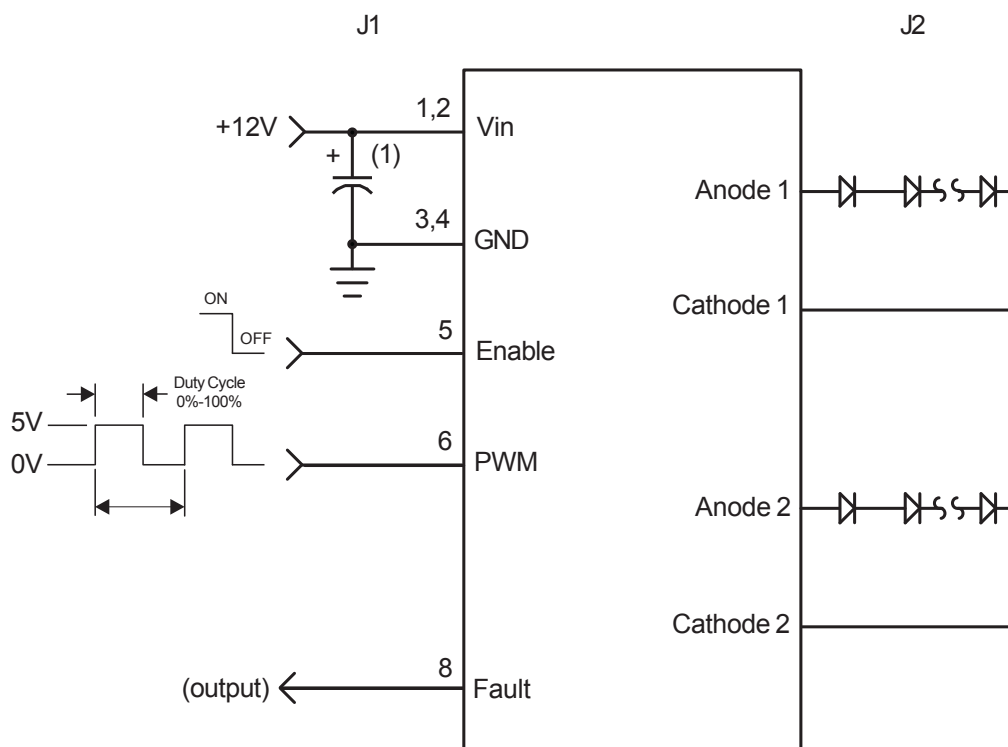 J1
J2
+12V
1,2
Vin
+
(1)
3,4
GND
Anode 1
Cathode 1
ON
OFF
5
Enable
Duty Cycle
0%-100%
5V
0V
6
PWM
Anode 2
Cathode 2
(output)
8
Fault